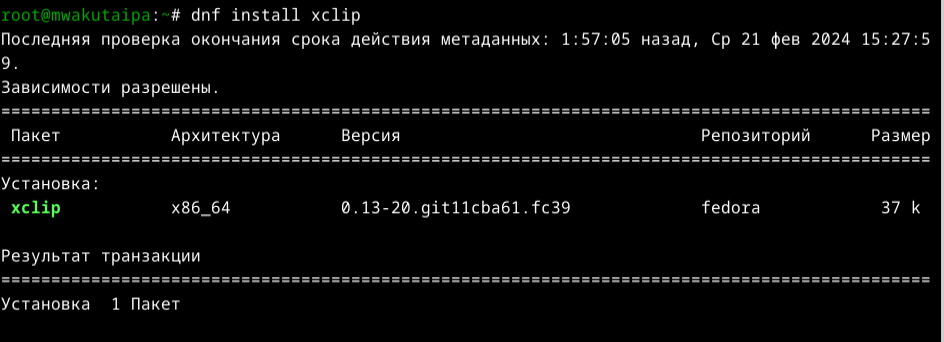 root@mwakutaipa:~# dnf install xclip
Последняя проверка окончания срока действия метаданных: 1:57:05 назад, Ср 21 фев 2024 15:27:5
9.
Зависимости разрешены.
================================================================================
Пакет Архитектура Версия Репозиторий Размер
================================================================================
Установка:
xclip x86_64 0.13-20.git11cba61.fc39 fedora 37 k
Результат транзакции
================================================================================
Установка 1 Пакет